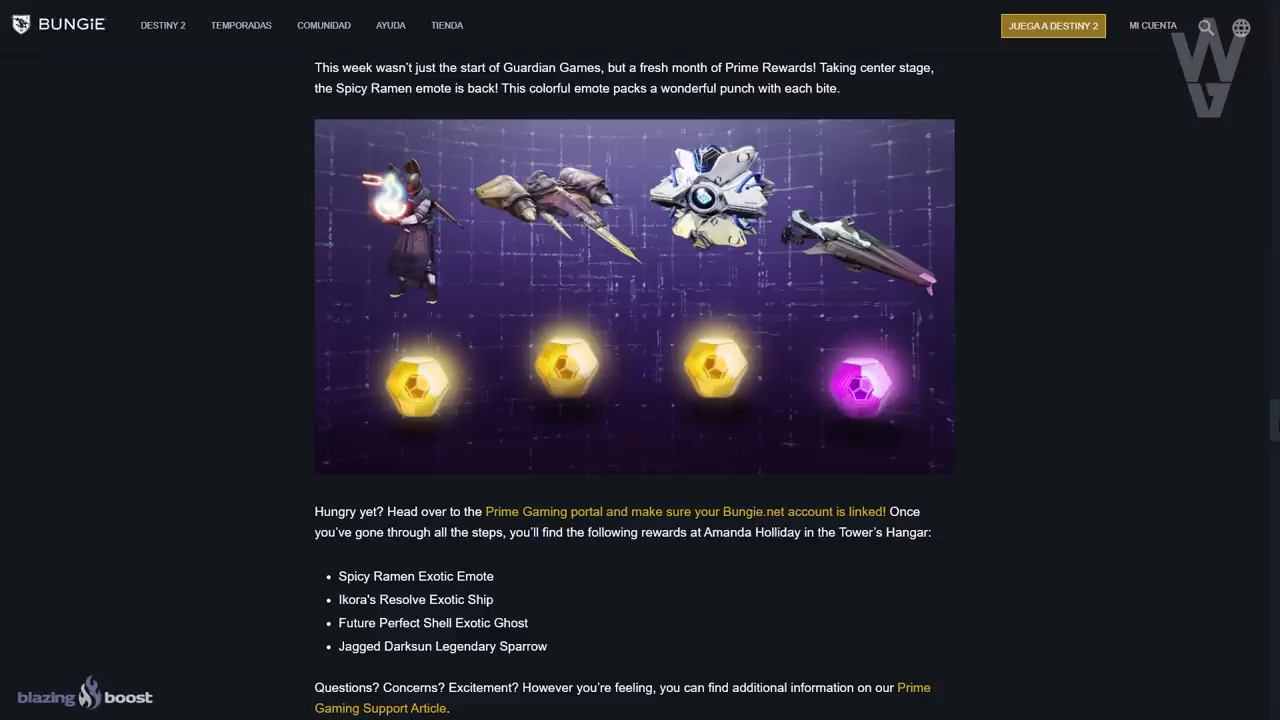 BUNGiE
DESTINY 2
TEMPORADAS
COMUNIDAD
AYUDA
TIENDA
JUEGA A DESTINY 2
MI CUENTA
This week wasn't just the start of Guardian Games, but a fresh month of Prime Rewards! Taking center stage,
the Spicy Ramen emote is back! This colorful emote packs a wonderful punch with each bite.
Hungry yet? Head over to the Prime Gaming portal and make sure your Bungie.net account is linked! Once
you've gone through all the steps, you'll find the following rewards at Amanda Holliday in the Tower's Hangar:
• Spicy Ramen Exotic Emote
• Ikora's Resolve Exotic Ship
• Future Perfect Shell Exotic Ghost
• Jagged Darksun Legendary Sparrow
Questions? Concerns? Excitement? However you're feeling, you can find additional information on our Prime
Gaming Support Article.
blazing boost
WG